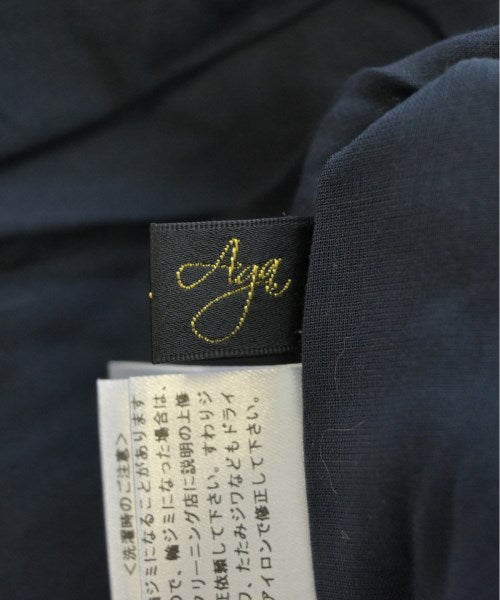 Aga
＜洗濯時のご注意＞
ジミになることがあります
ので、輪ジミになった場合は、
クリーニング店に説明の上修
正を依頼して下さい。すわりジ
ワ、たたみジワなどもドライ
アイロンで修正して下さい。